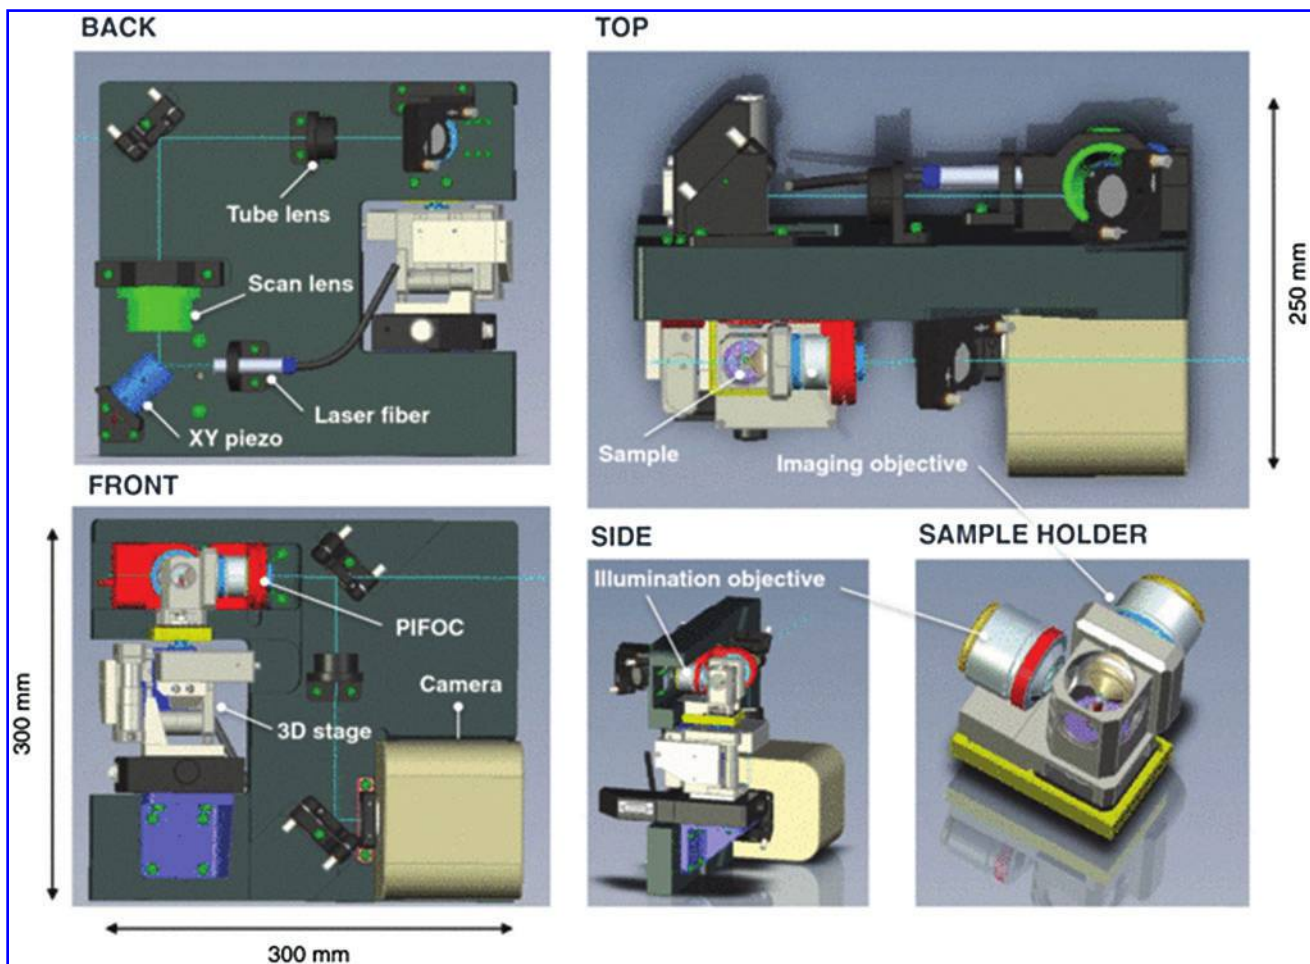 BACK
Tube lens
Scan lens
Laser fiber
XY piezo
TOP
Sample
Imaging objective
250 mm
FRONT
PIFOC
Camera
3D stage
300 mm
300 mm
SIDE
Illumination objective
SAMPLE HOLDER